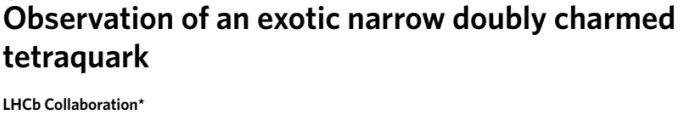 Observation of an exotic narrow doubly charmed
tetraquark
LHCb Collaboration*